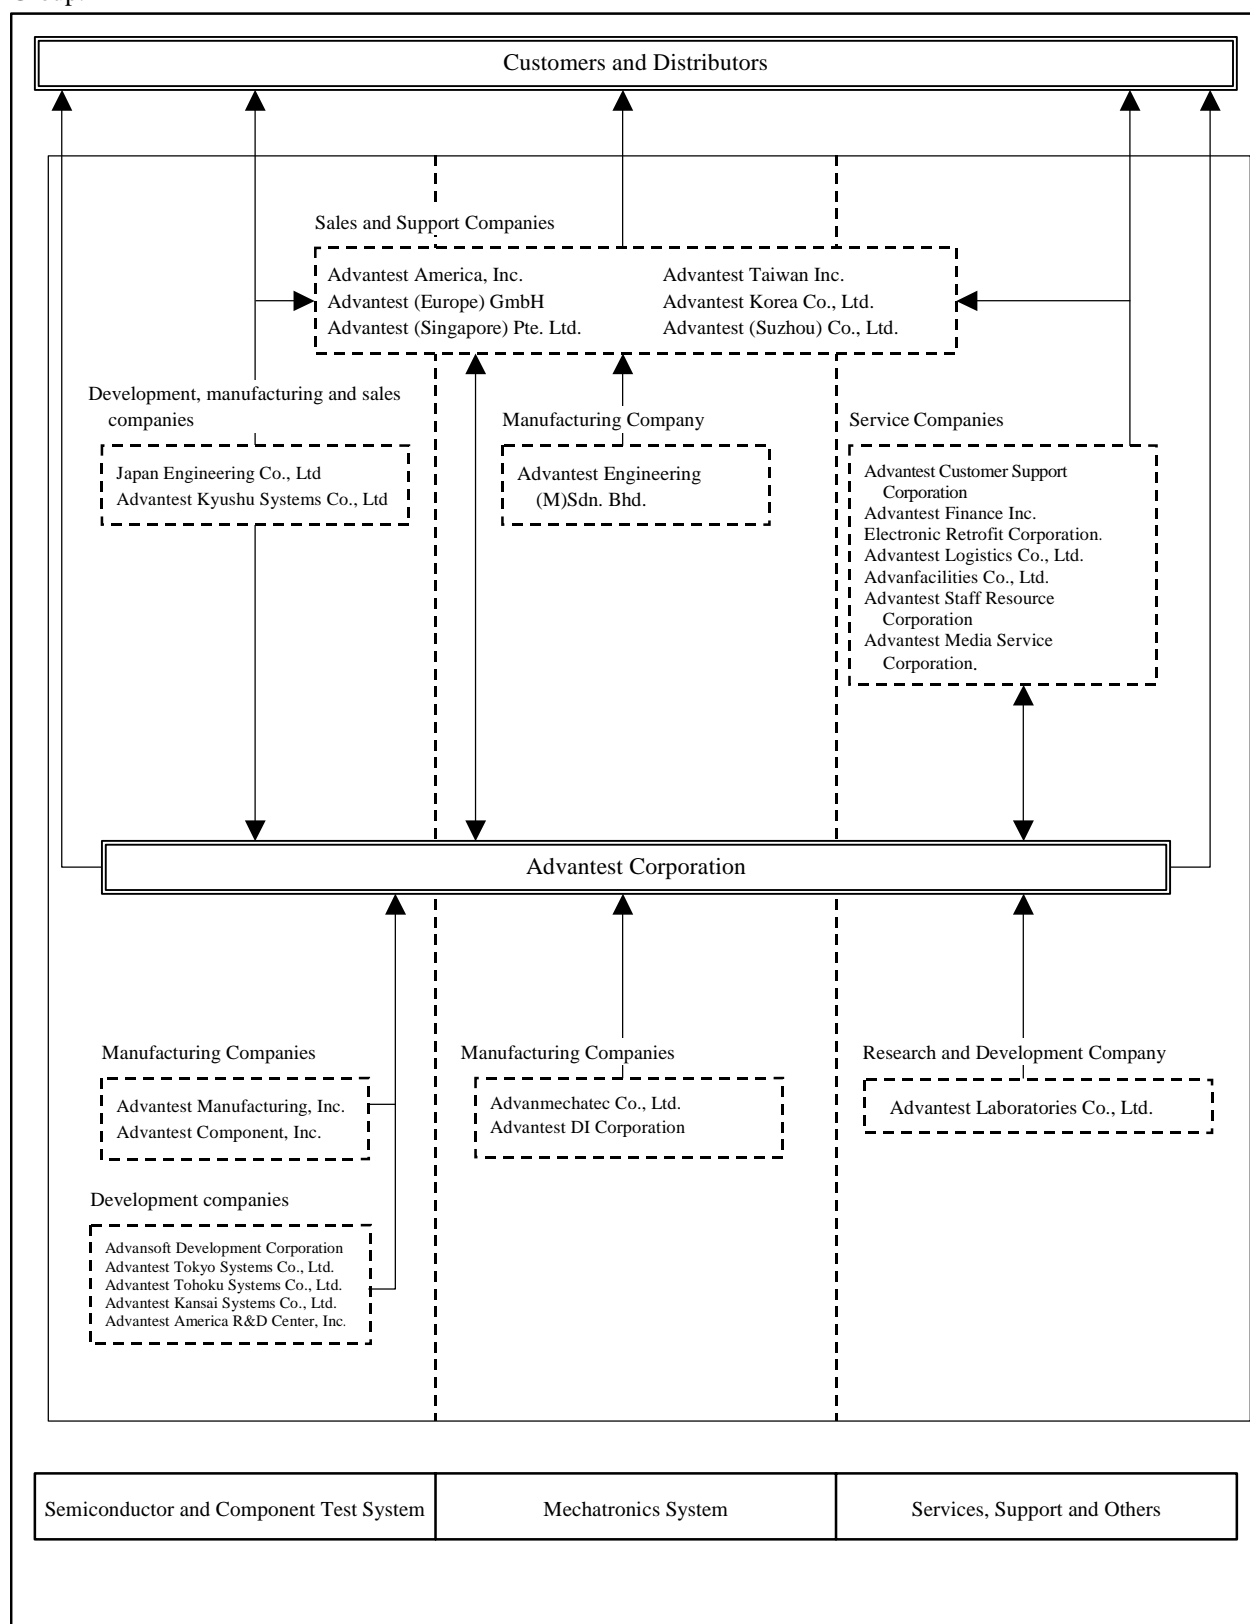 Customers and Distributors
Sales and Support Companies
Advantest America, Inc.
Advantest (Europe) GmbH
Advantest (Singapore) Pte. Ltd.
Advantest Taiwan Inc.
Advantest Korea Co., Ltd.
Advantest (Suzhou) Co., Ltd.
Development, manufacturing and sales
companies
Japan Engineering Co., Ltd
Advantest Kyushu Systems Co., Ltd
Manufacturing Company
Advantest Engineering
(M)Sdn. Bhd.
Service Companies
Advantest Customer Support
Corporation
Advantest Finance Inc.
Electronic Retrofit Corporation.
Advantest Logistics Co., Ltd.
Advanfacilities Co., Ltd.
Advantest Staff Resource
Corporation
Advantest Media Service
Corporation.
Advantest Corporation
Manufacturing Companies
Advantest Manufacturing, Inc.
Advantest Component, Inc.
Development companies
Advansoft Development Corporation
Advantest Tokyo Systems Co., Ltd.
Advantest Tohoku Systems Co., Ltd.
Advantest Kansai Systems Co., Ltd.
Advantest America R&D Center, Inc.
Manufacturing Companies
Advanmechatec Co., Ltd.
Advantest DI Corporation
Research and Development Company
Advantest Laboratories Co., Ltd.
Semiconductor and Component Test System
Mechatronics System
Services, Support and Others